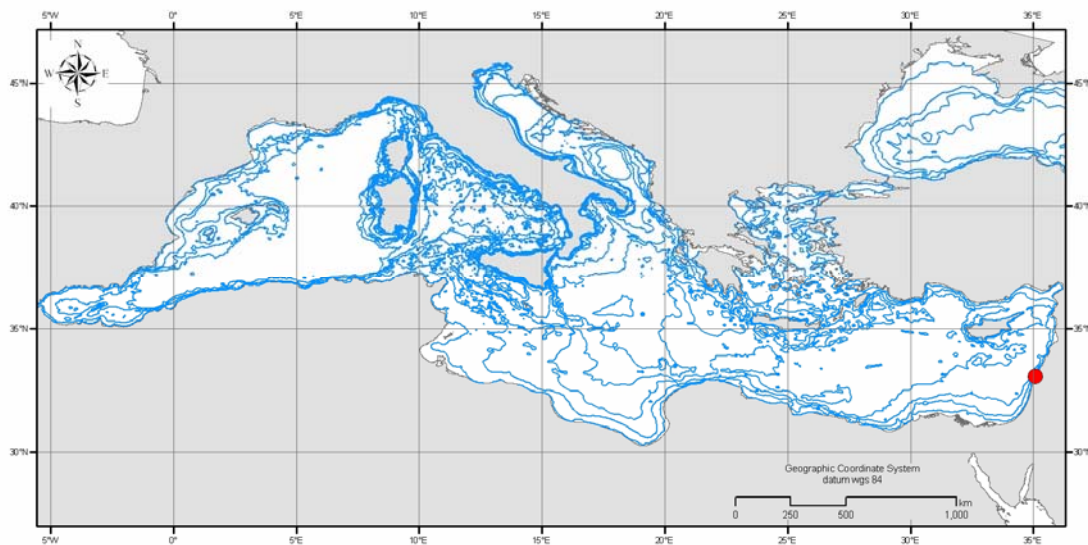 5°W 0° 5°E 10°E 15°E 20°E 25°E 30°E 35°E
N
W E
S
45°N 45°N
40°N 40°N
35°N 35°N
30°N 30°N
Geographic Coordinate System
datum wgs 84
km
0 250 500 1,000
5°W 0° 5°E 10°E 15°E 20°E 25°E 30°E 35°E